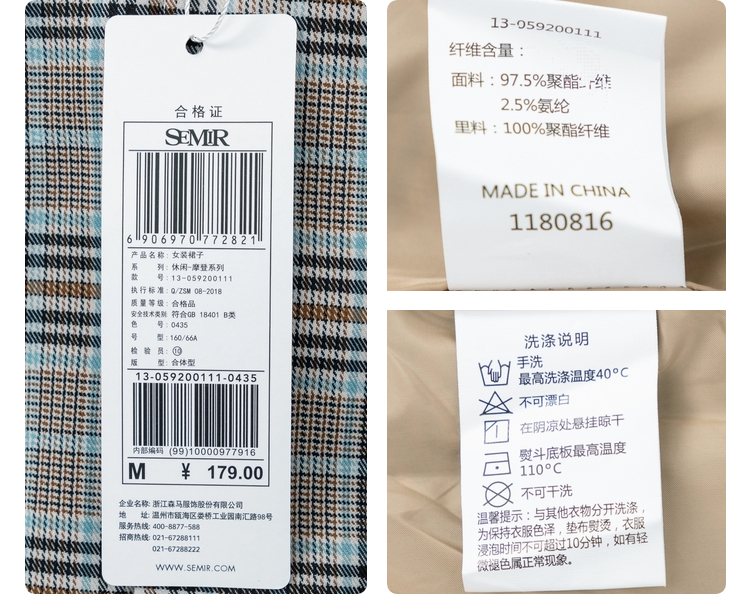 合格证
SEMIR
6 906970 772821
产品名称: 女装裙子
系 列: 休闲-摩登系列
款 号: 13-059200111
执行标准: Q/ZSM 08-2018
质量等级: 合格品
安全技术类别: 符合GB 18401 B类
色 号: 0435
号 型: 160/66A
检 验 员: 10
版 型: 合体型
13-059200111-0435
内部编码 (99)10000977916
M ¥ 179.00
企业名称: 浙江森马服饰股份有限公司
地 址: 温州市瓯海区娄桥工业园南汇路98号
服务热线: 400-8877-588
招商热线: 021-67288111
021-67288222
WWW.SEMIR.COM
13-059200111
纤维含量：
面料：97.5%聚酯纤维
2.5%氨纶
里料：100%聚酯纤维
MADE IN CHINA
1180816
洗涤说明
手洗
最高洗涤温度40°C
不可漂白
在阴凉处悬挂晾干
熨斗底板最高温度
110°C
不可干洗
温馨提示：与其他衣物分开洗涤，
为保持衣服色泽，垫布熨烫，衣服
浸泡时间不可超过10分钟，如有轻
微褪色属正常现象。